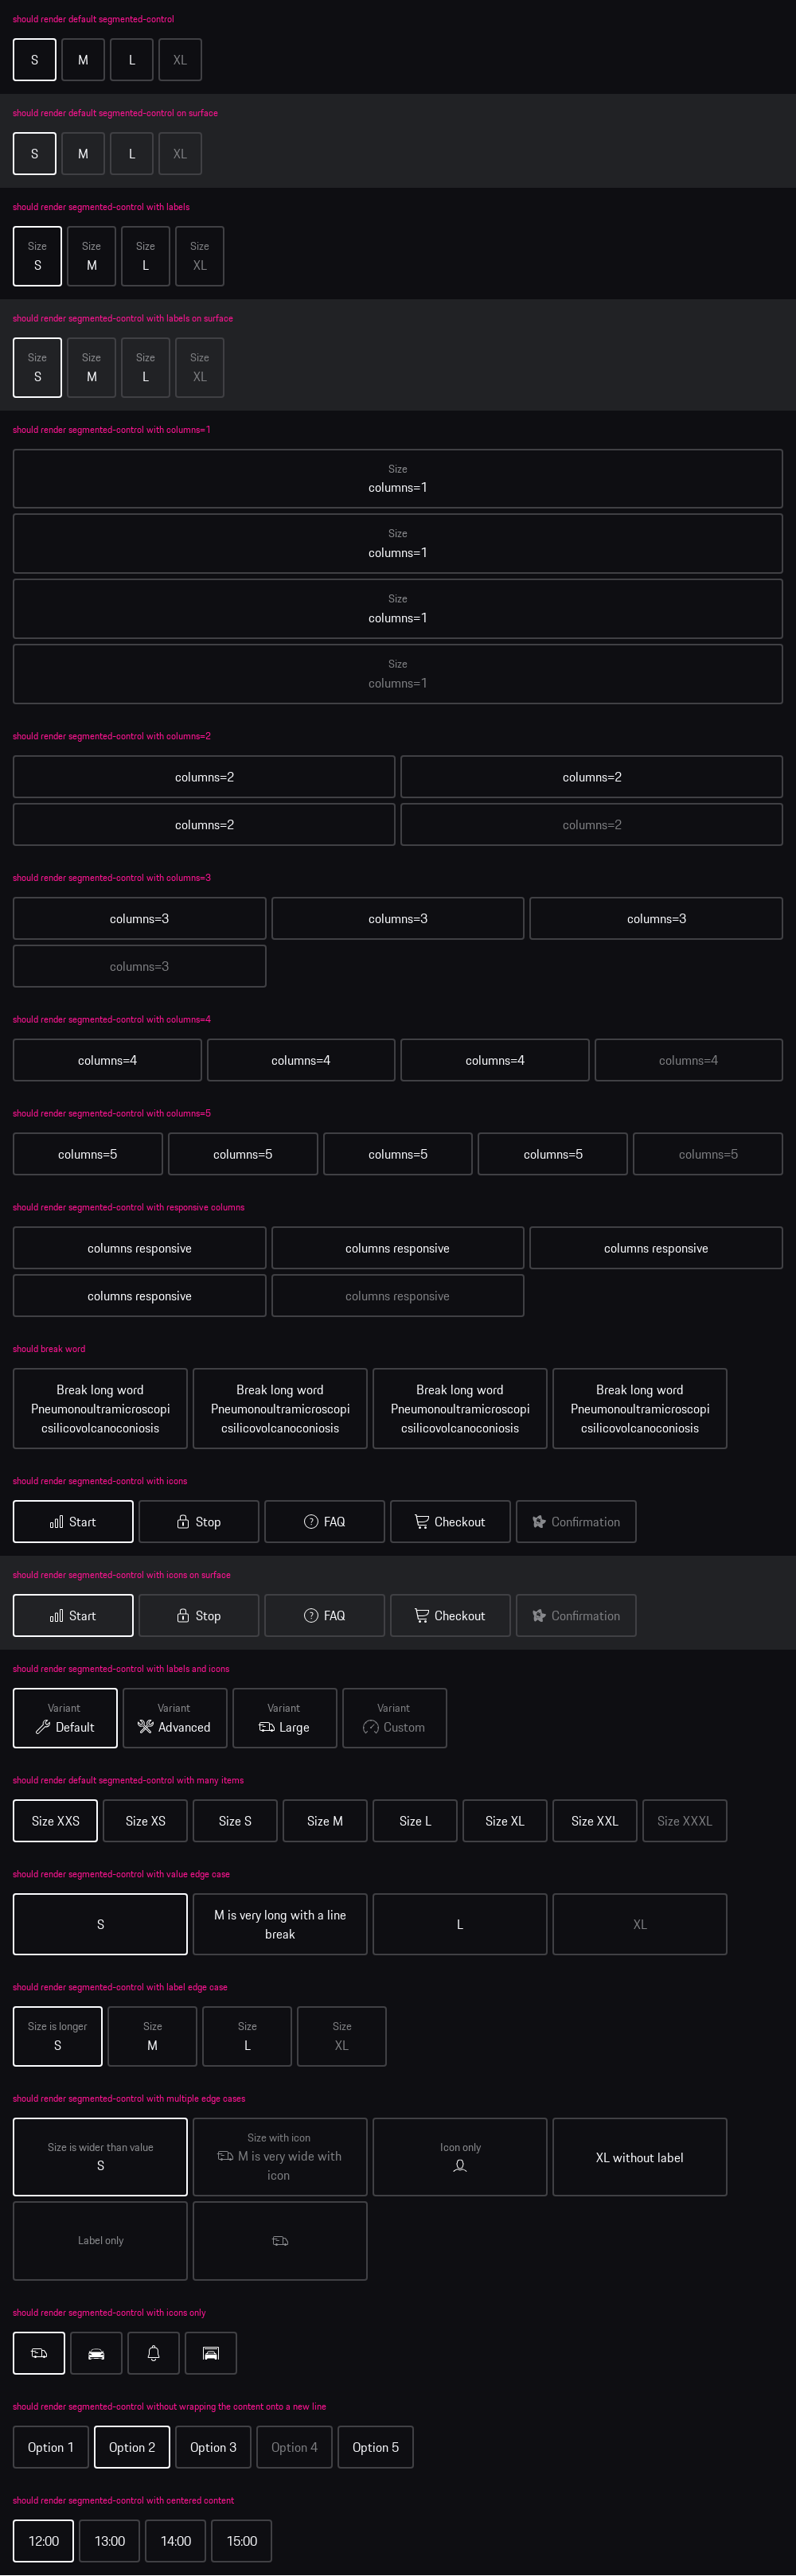 should render default segmented-control
S M L XL
should render default segmented-control on surface
S M L XL
should render segmented-control with labels
Size Size Size Size
S M L XL
should render segmented-control with labels on surface
Size Size Size Size
S M L XL
should render segmented-control with columns=1
Size
columns=1
Size
columns=1
Size
columns=1
Size
columns=1
should render segmented-control with columns=2
columns=2 columns=2
columns=2 columns=2
should render segmented-control with columns=3
columns=3 columns=3 columns=3
columns=3
should render segmented-control with columns=4
columns=4 columns=4 columns=4 columns=4
should render segmented-control with columns=5
columns=5 columns=5 columns=5 columns=5 columns=5
should render segmented-control with responsive columns
columns responsive columns responsive columns responsive
columns responsive columns responsive
should break word
Break long word Break long word Break long word Break long word
Pneumonoultramicroscopi Pneumonoultramicroscopi Pneumonoultramicroscopi Pneumonoultramicroscopi
csilicovolcanoconiosis csilicovolcanoconiosis csilicovolcanoconiosis csilicovolcanoconiosis
should render segmented-control with icons
Start Stop FAQ Checkout Confirmation
should render segmented-control with icons on surface
Start Stop FAQ Checkout Confirmation
should render segmented-control with labels and icons
Variant Variant Variant Variant
Default Advanced Large Custom
should render default segmented-control with many items
Size XXS Size XS Size S Size M Size L Size XL Size XXL Size XXXL
should render segmented-control with value edge case
S M is very long with a line L XL
break
should render segmented-control with label edge case
Size is longer Size Size Size
S M L XL
should render segmented-control with multiple edge cases
Size is wider than value Size with icon Icon only XL without label
S M is very wide with
icon
Label only
should render segmented-control with icons only
should render segmented-control without wrapping the content onto a new line
Option 1 Option 2 Option 3 Option 4 Option 5
should render segmented-control with centered content
12:00 13:00 14:00 15:00